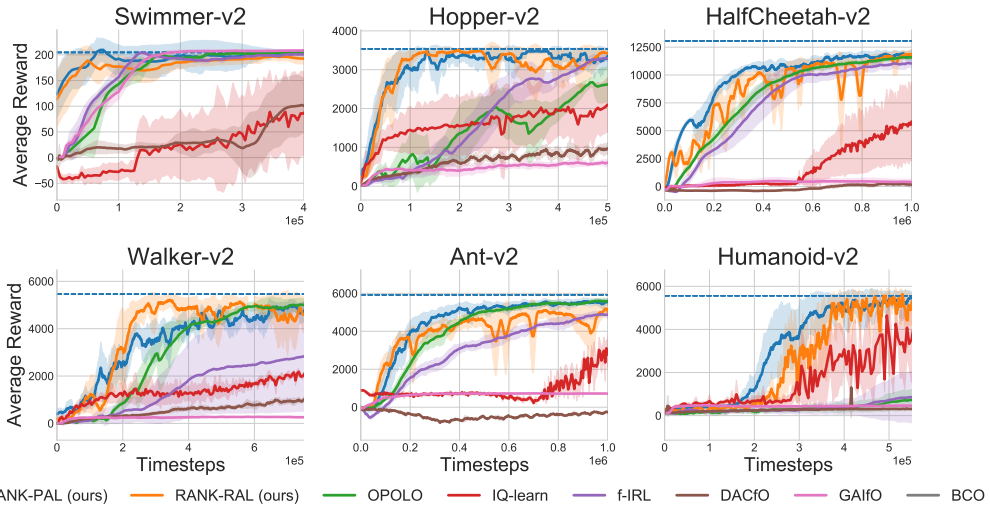 Swimmer-v2 Hopper-v2 HalfCheetah-v2
Average Reward
200
150
100
50
0
−50
0 1 2 3 4
1e5
4000
3000
2000
1000
0
0 1 2 3 4 5
1e5
12500
10000
7500
5000
2500
0
0.0 0.2 0.4 0.6 0.8 1.0
1e6
Walker-v2 Ant-v2 Humanoid-v2
Average Reward
6000
4000
2000
0
2 4 6
1e5
Timesteps
6000
4000
2000
0
0.0 0.2 0.4 0.6 0.8 1.0
1e6
Timesteps
6000
4000
2000
0
0 1 2 3 4 5
1e5
Timesteps
ANK-PAL (ours) RANK-RAL (ours) OPOLO IQ-learn f-IRL DACfO GAIfO BCO